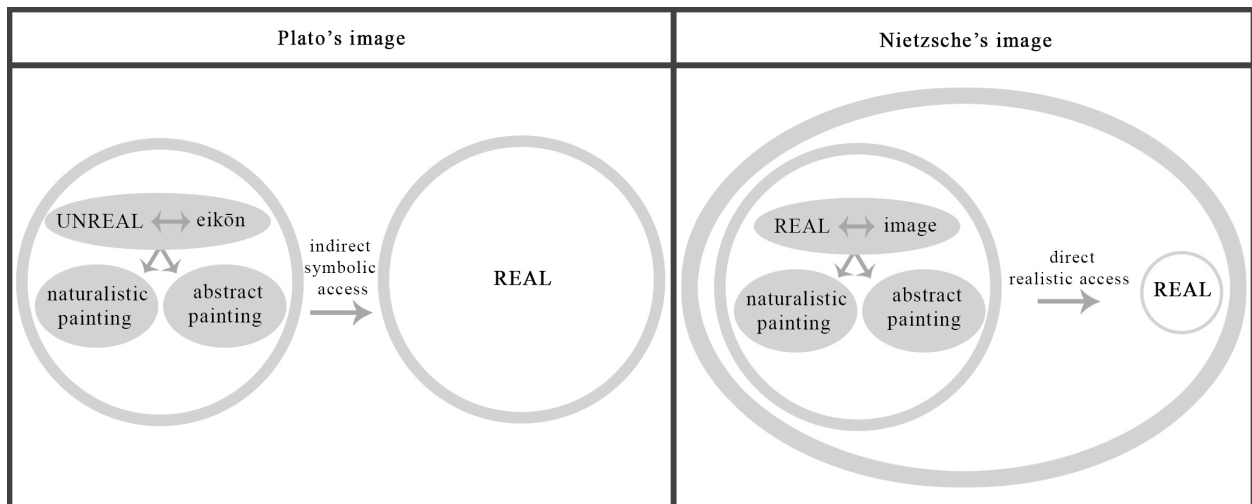 Plato’s image
Nietzsche’s image
UNREAL
eikōn
naturalistic
painting
abstract
painting
indirect
symbolic
access
REAL
REAL
image
naturalistic
painting
abstract
painting
direct
realistic access
REAL